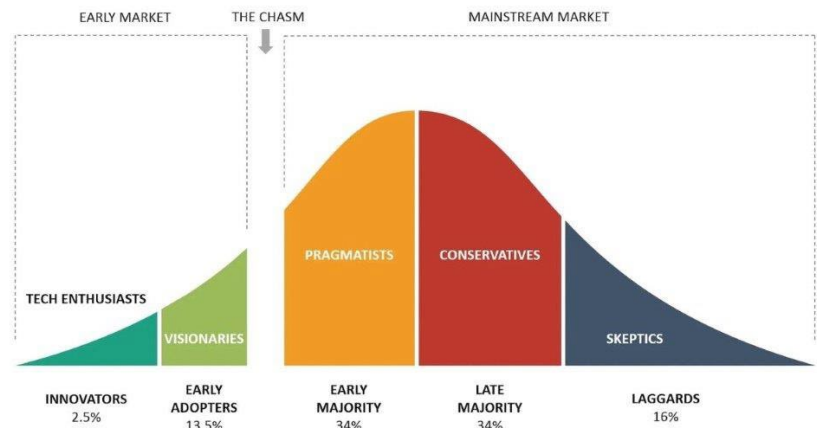 EARLY MARKET
THE CHASM
MAINSTREAM MARKET
PRAGMATISTS
CONSERVATIVES
TECH ENTHUSIASTS
VISIONARIES
SKEPTICS
INNOVATORS
2.5%
EARLY
ADOPTERS
13.5%
EARLY
MAJORITY
34%
LATE
MAJORITY
34%
LAGGARDS
16%